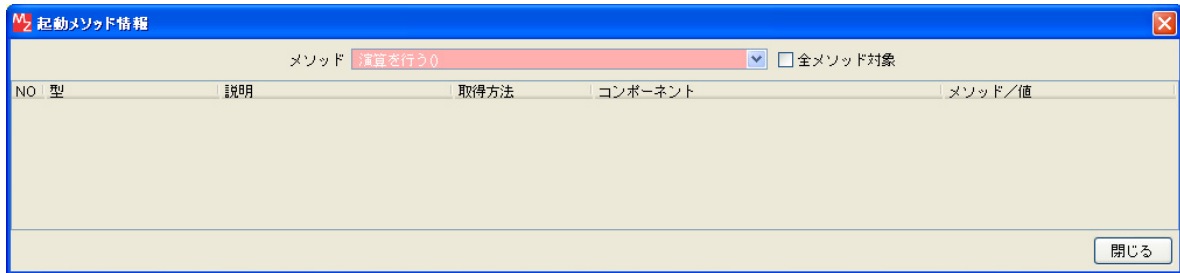 MZ 起動メソッド情報
メソッド 演算を行う() 全メソッド対象
NO 型 説明 取得方法 コンポーネント メソッド／値
閉じる